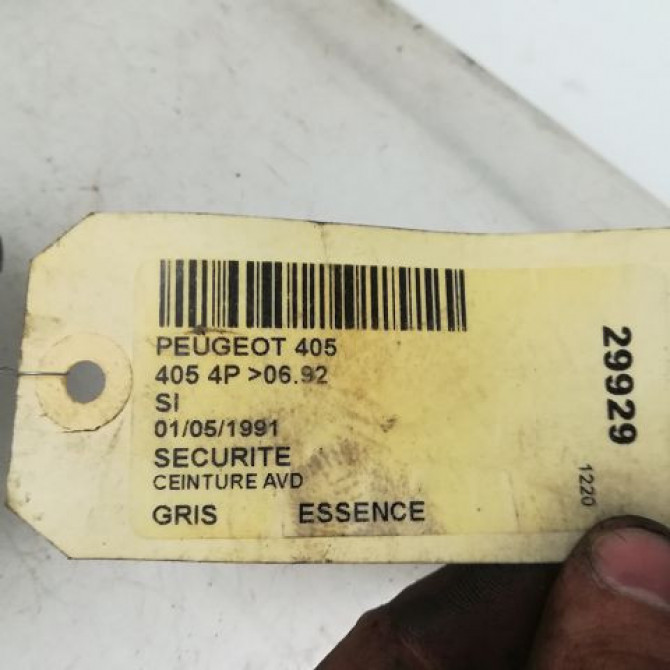 PEUGEOT 405
405 4P >06.92
SI
01/05/1991
SECURITE
CEINTURE AVD
GRIS ESSENCE
29929
1220